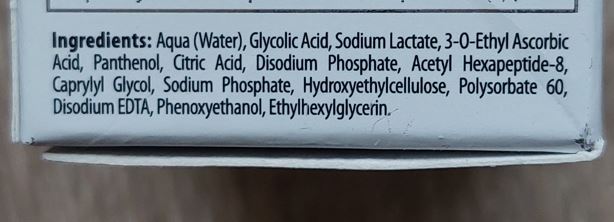 Ingredients: Aqua (Water), Glycolic Acid, Sodium Lactate, 3-O-Ethyl Ascorbic
Acid, Panthenol, Citric Acid, Disodium Phosphate, Acetyl Hexapeptide-8,
Caprylyl Glycol, Sodium Phosphate, Hydroxyethylcellulose, Polysorbate 60,
Disodium EDTA, Phenoxyethanol, Ethylhexylglycerin.